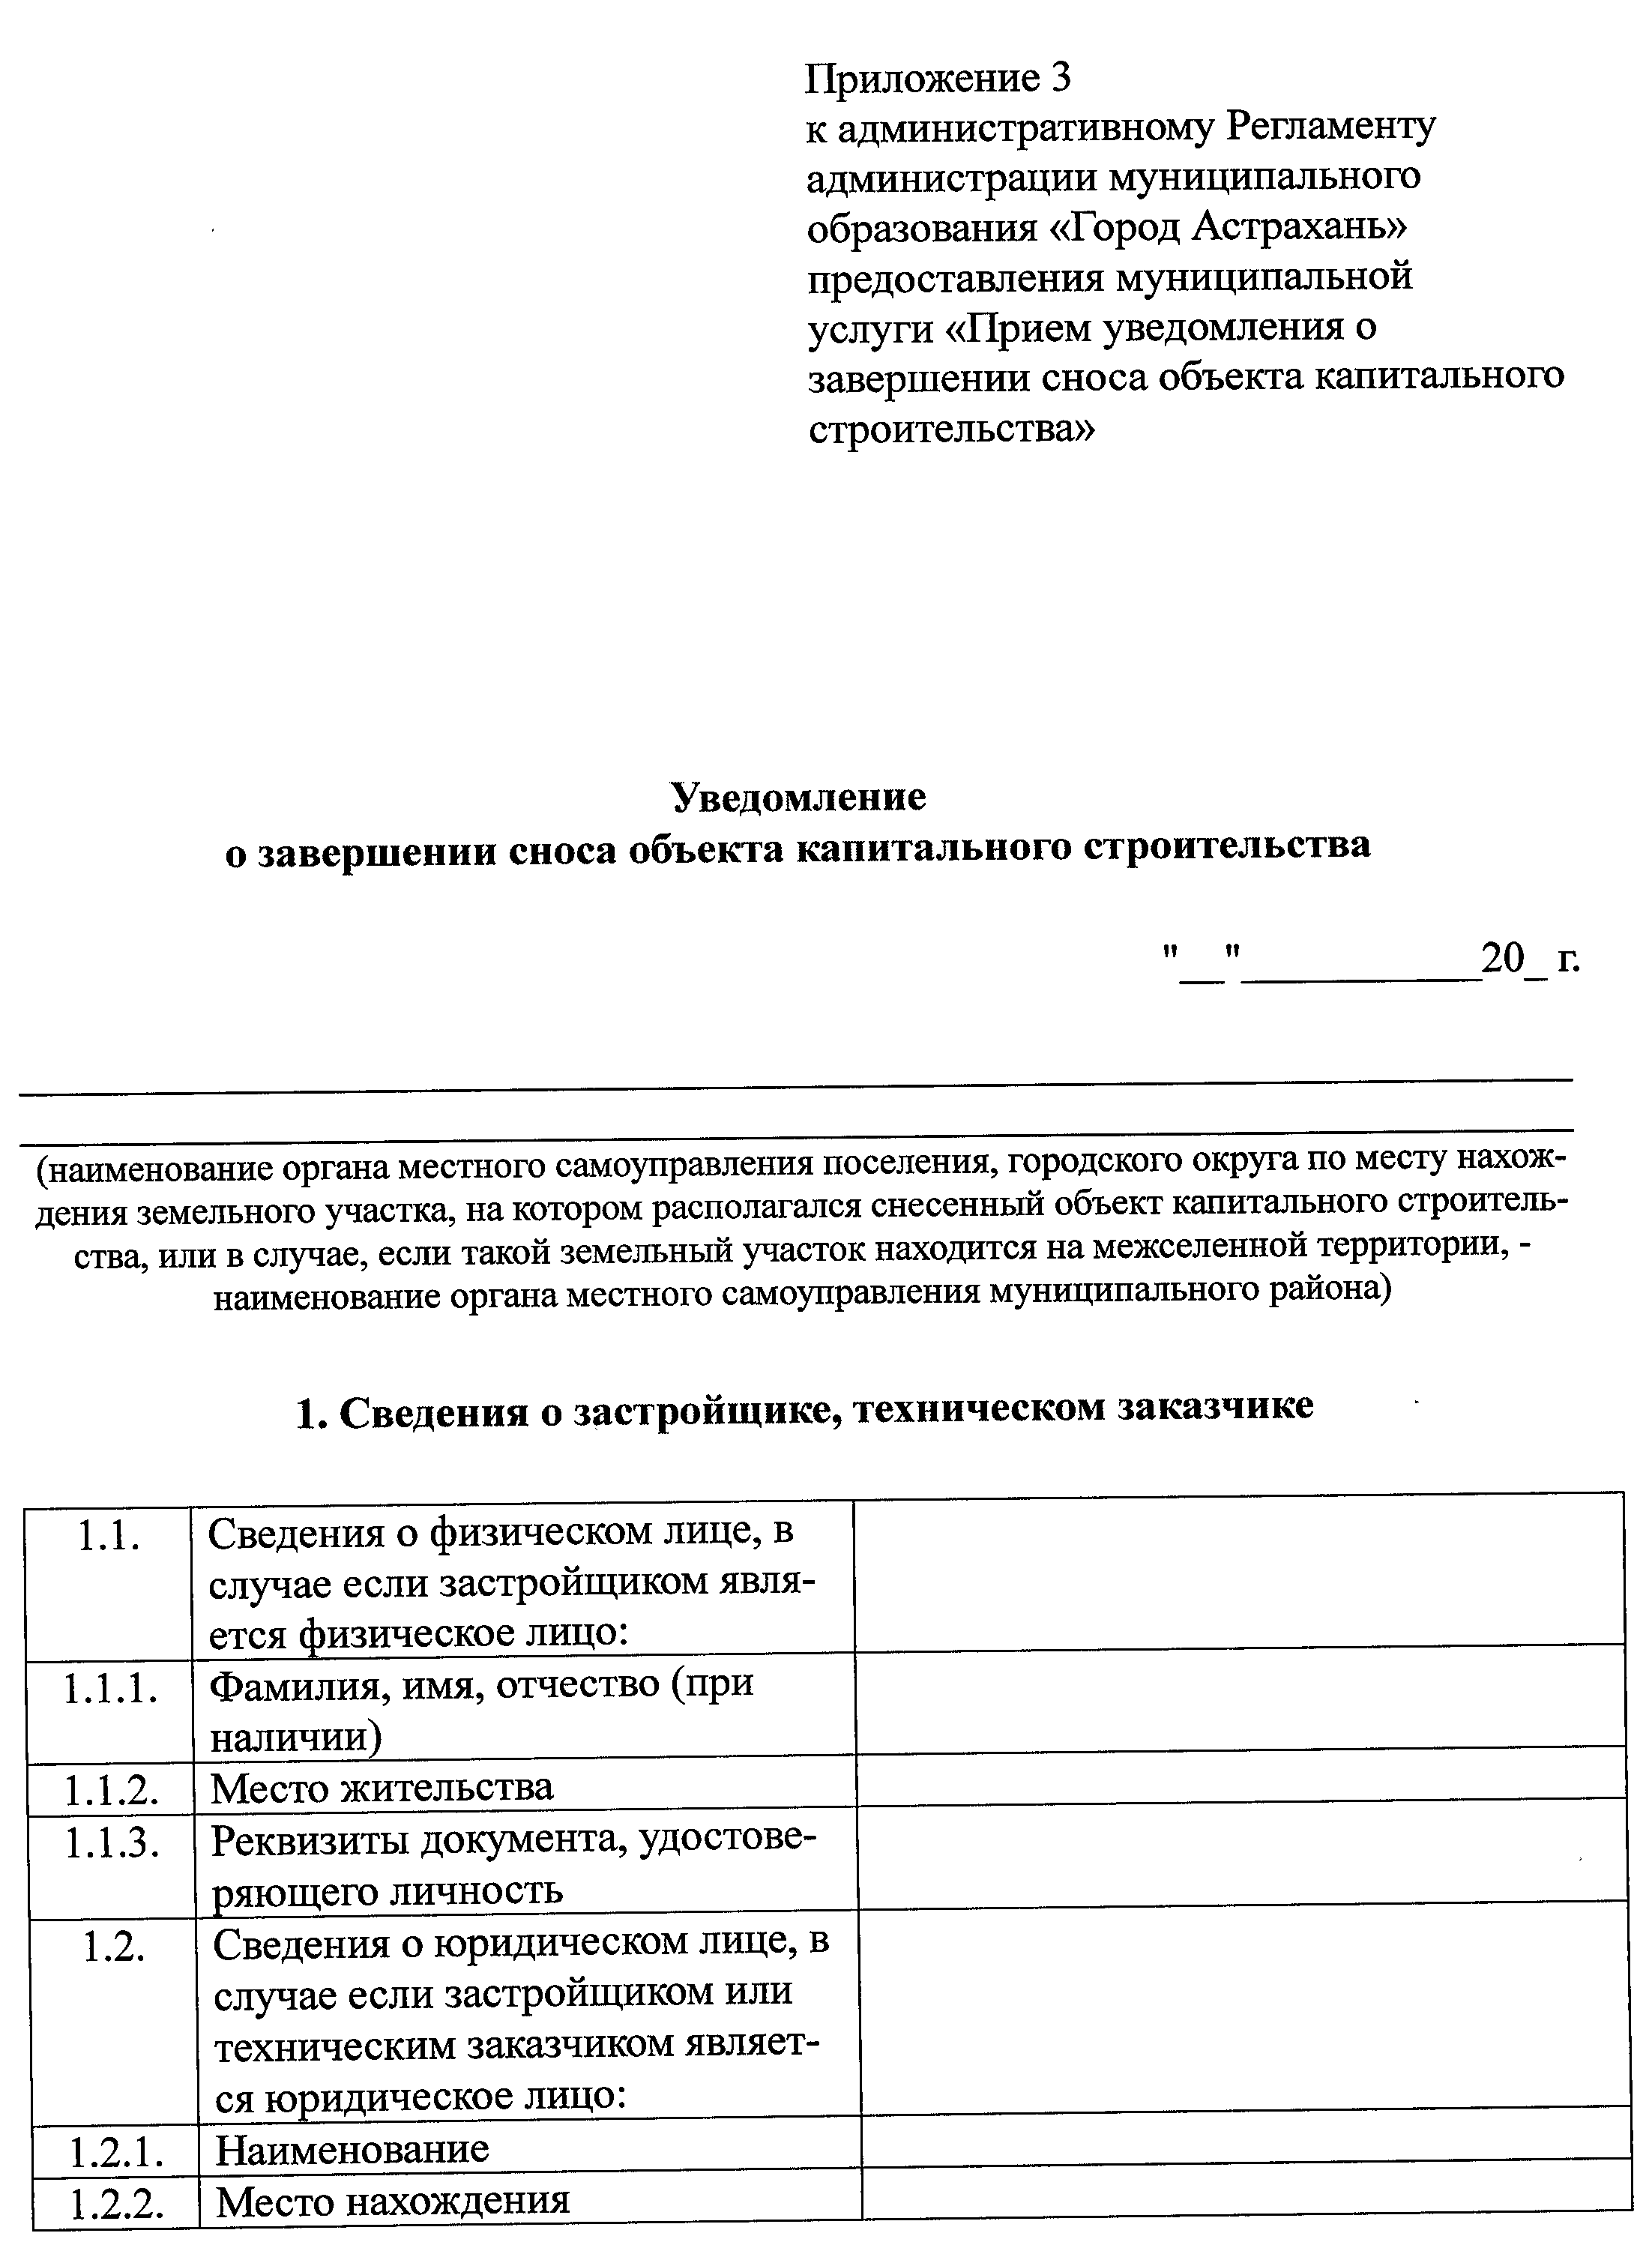 Приложение 3
к административному Регламенту
администрации муниципального
образования «Город Астрахань»
предоставления муниципальной
услуги «Прием уведомления о
завершении сноса объекта капитального
строительства»
Уведомление
о завершении сноса объекта капитального строительства
"__"___________20_ г.
(наименование органа местного самоуправления поселения, городского округа по месту нахож-
дения земельного участка, на котором располагался снесенный объект капитального строитель-
ства, или в случае, если такой земельный участок находится на межселенной территории, -
наименование органа местного самоуправления муниципального района)
1. Сведения о застройщике, техническом заказчике
1.1. Сведения о физическом лице, в
случае если застройщиком явля-
ется физическое лицо:
1.1.1. Фамилия, имя, отчество (при
наличии)
1.1.2. Место жительства
1.1.3. Реквизиты документа, удостове-
ряющего личность
1.2. Сведения о юридическом лице, в
случае если застройщиком или
техническим заказчиком являет-
ся юридическое лицо:
1.2.1. Наименование
1.2.2. Место нахождения